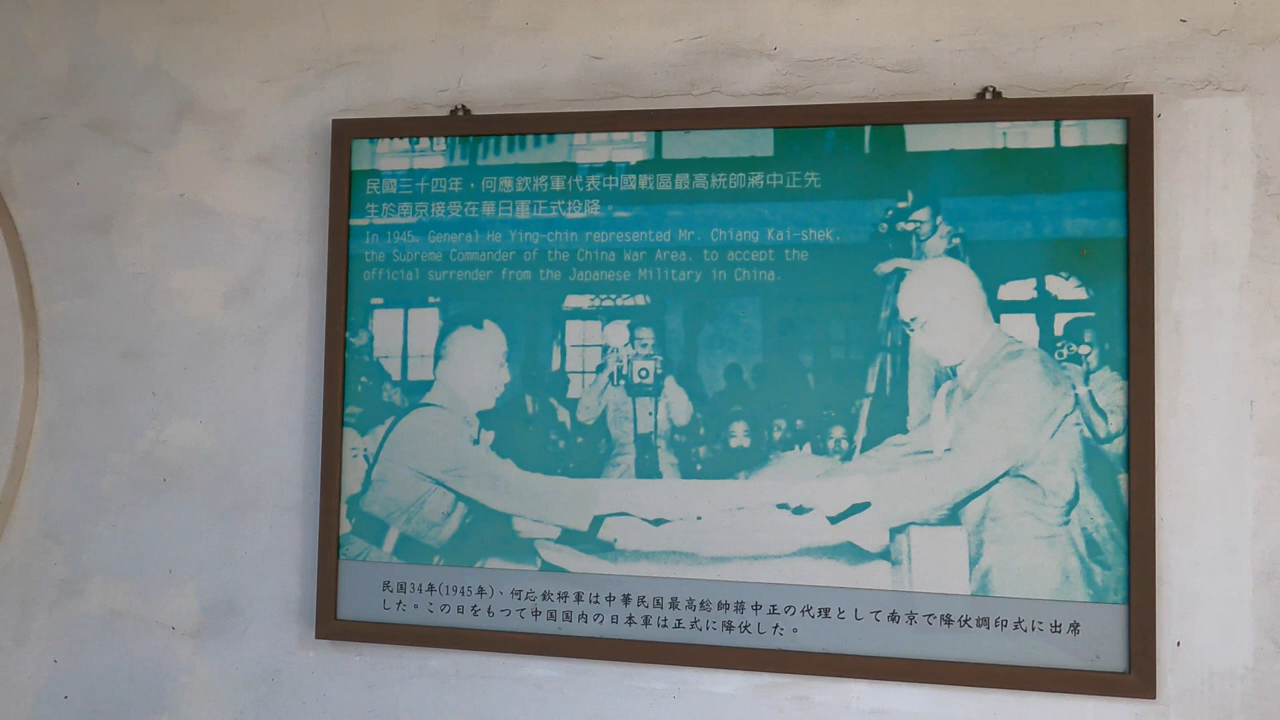 民國三十四年，何應欽將軍代表中國戰區最高統帥蔣中正先
生於南京接受在華日軍正式投降。
In 1945, General He Ying-chin represented Mr. Chiang Kai-shek,
the Supreme Commander of the China War Area, to accept the
official surrender from the Japanese Military in China.
民国34年(1945年)、何応欽将軍は中華民国最高総帥蒋中正の代理として南京で降伏調印式に出席
した。この日をもつて中国国内の日本軍は正式に降伏した。